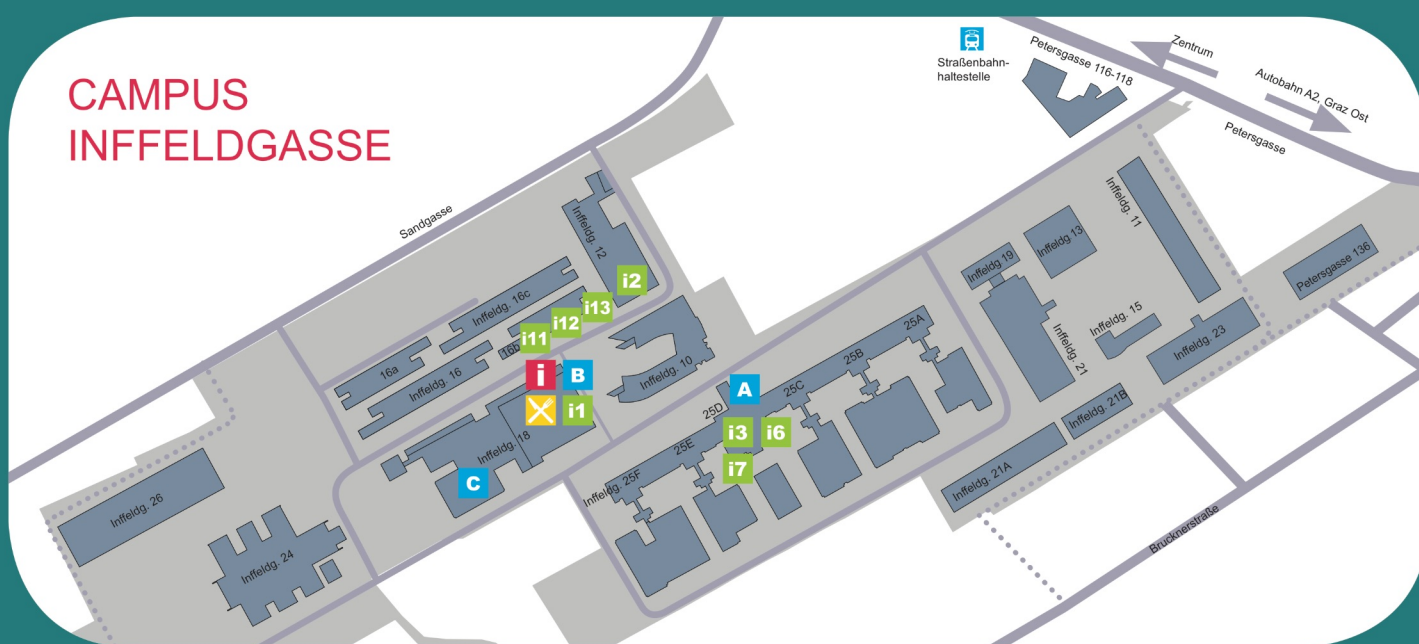 CAMPUS
INFFELDGASSE
Straßenbahn-
haltestelle
Petersgasse 116-118
Zentrum
Autobahn A2, Graz Ost
Petersgasse
Sandgasse
Inffeldg. 12
Inffeldg. 11
Inffeldg 13
Inffeldg 19
Petersgasse 136
i2
Inffeldg. 16c
i13
i12
i11
16b
Inffeldg. 15
Inffeldg. 23
Inffeldg. 21
25A
25B
25C
25D
25E
Inffeldg. 25F
16a
Inffeldg. 16
i
B
i1
Inffeldg. 10
A
i3
i6
i7
Inffeldg. 18
C
Inffeldg. 21B
Inffeldg. 21A
Inffeldg. 26
Inffeldg. 24
Brucknerstraße